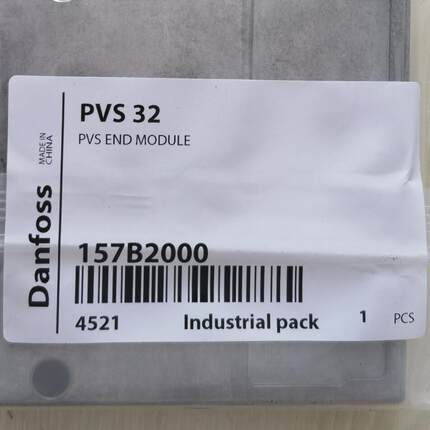 PVS 32
PVS END MODULE
Danfoss
MADE IN
CHINA
157B2000
4521 Industrial pack 1 PCS